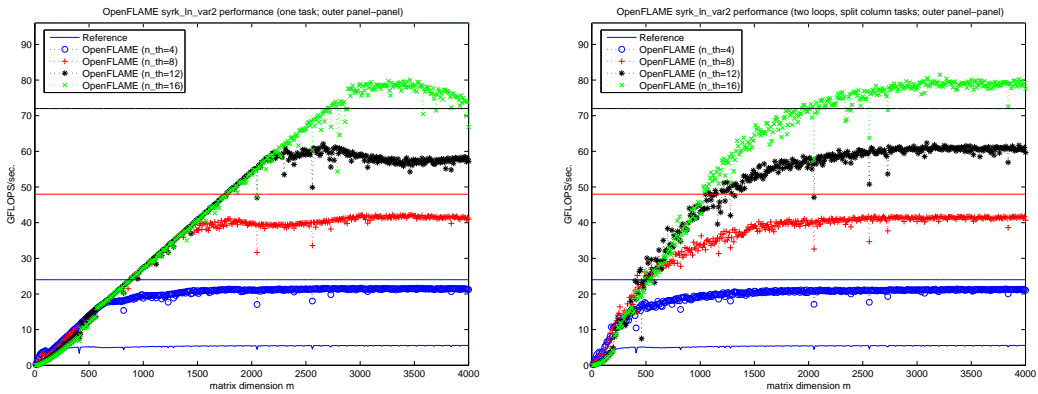 OpenFLAME syrk_ln_var2 performance (one task; outer panel-panel)
Reference
OpenFLAME (n_th=4)
OpenFLAME (n_th=8)
OpenFLAME (n_th=12)
OpenFLAME (n_th=16)
90
80
70
60
50
40
30
20
10
0
GFLOPS/sec.
0 500 1000 1500 2000 2500 3000 3500 4000
matrix dimension m
OpenFLAME syrk_ln_var2 performance (two loops, split column tasks; outer panel-panel)
Reference
OpenFLAME (n_th=4)
OpenFLAME (n_th=8)
OpenFLAME (n_th=12)
OpenFLAME (n_th=16)
90
80
70
60
50
40
30
20
10
0
GFLOPS/sec.
0 500 1000 1500 2000 2500 3000 3500 4000
matrix dimension m